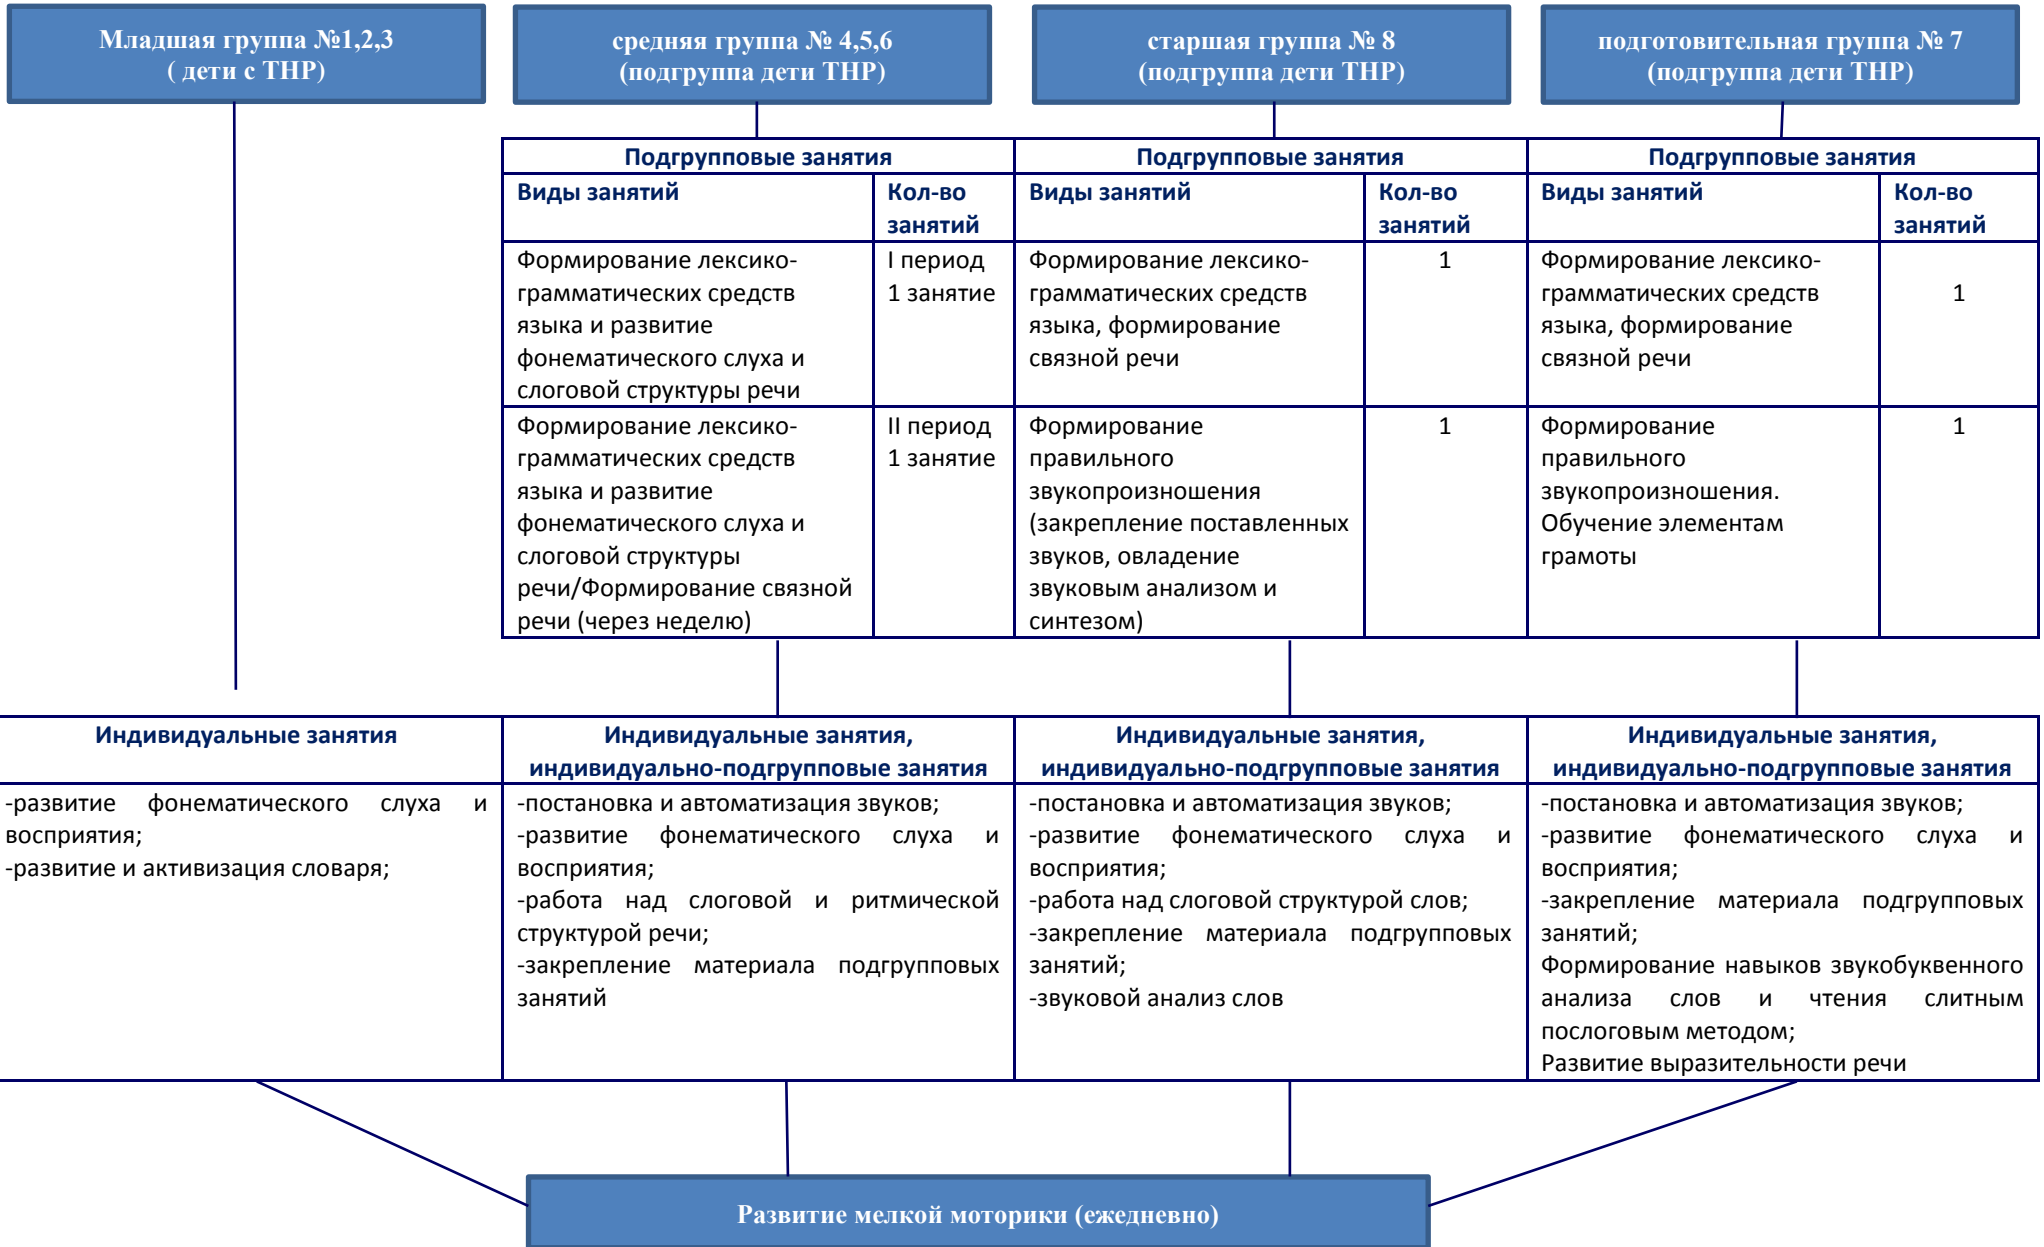 Младшая группа №1,2,3
( дети с ТНР)
средняя группа № 4,5,6
(подгруппа дети ТНР)
старшая группа № 8
(подгруппа дети ТНР)
подготовительная группа № 7
(подгруппа дети ТНР)
Подгрупповые занятия
Подгрупповые занятия
Подгрупповые занятия
Виды занятий
Кол-во
занятий
Виды занятий
Кол-во
занятий
Виды занятий
Кол-во
занятий
Формирование лексико-
грамматических средств
языка и развитие
фонематического слуха и
слоговой структуры речи
I период
1 занятие
Формирование лексико-
грамматических средств
языка, формирование
связной речи
1
Формирование лексико-
грамматических средств
языка, формирование
связной речи
1
Формирование лексико-
грамматических средств
языка и развитие
фонематического слуха и
слоговой структуры
речи/Формирование связной
речи (через неделю)
II период
1 занятие
Формирование
правильного
звукопроизношения
(закрепление поставленных
звуков, овладение
звуковым анализом и
синтезом)
1
Формирование
правильного
звукопроизношения.
Обучение элементам
грамоты
1
Индивидуальные занятия
Индивидуальные занятия,
индивидуально-подгрупповые занятия
Индивидуальные занятия,
индивидуально-подгрупповые занятия
Индивидуальные занятия,
индивидуально-подгрупповые занятия
-развитие фонематического слуха и
восприятия;
-развитие и активизация словаря;
-постановка и автоматизация звуков;
-развитие фонематического слуха и
восприятия;
-работа над слоговой и ритмической
структурой речи;
-закрепление материала подгрупповых
занятий
-постановка и автоматизация звуков;
-развитие фонематического слуха и
восприятия;
-работа над слоговой структурой слов;
-закрепление материала подгрупповых
занятий;
-звуковой анализ слов
-постановка и автоматизация звуков;
-развитие фонематического слуха и
восприятия;
-закрепление материала подгрупповых
занятий;
Формирование навыков звукобуквенного
анализа слов и чтения слитным
послоговым методом;
Развитие выразительности речи
Развитие мелкой моторики (ежедневно)